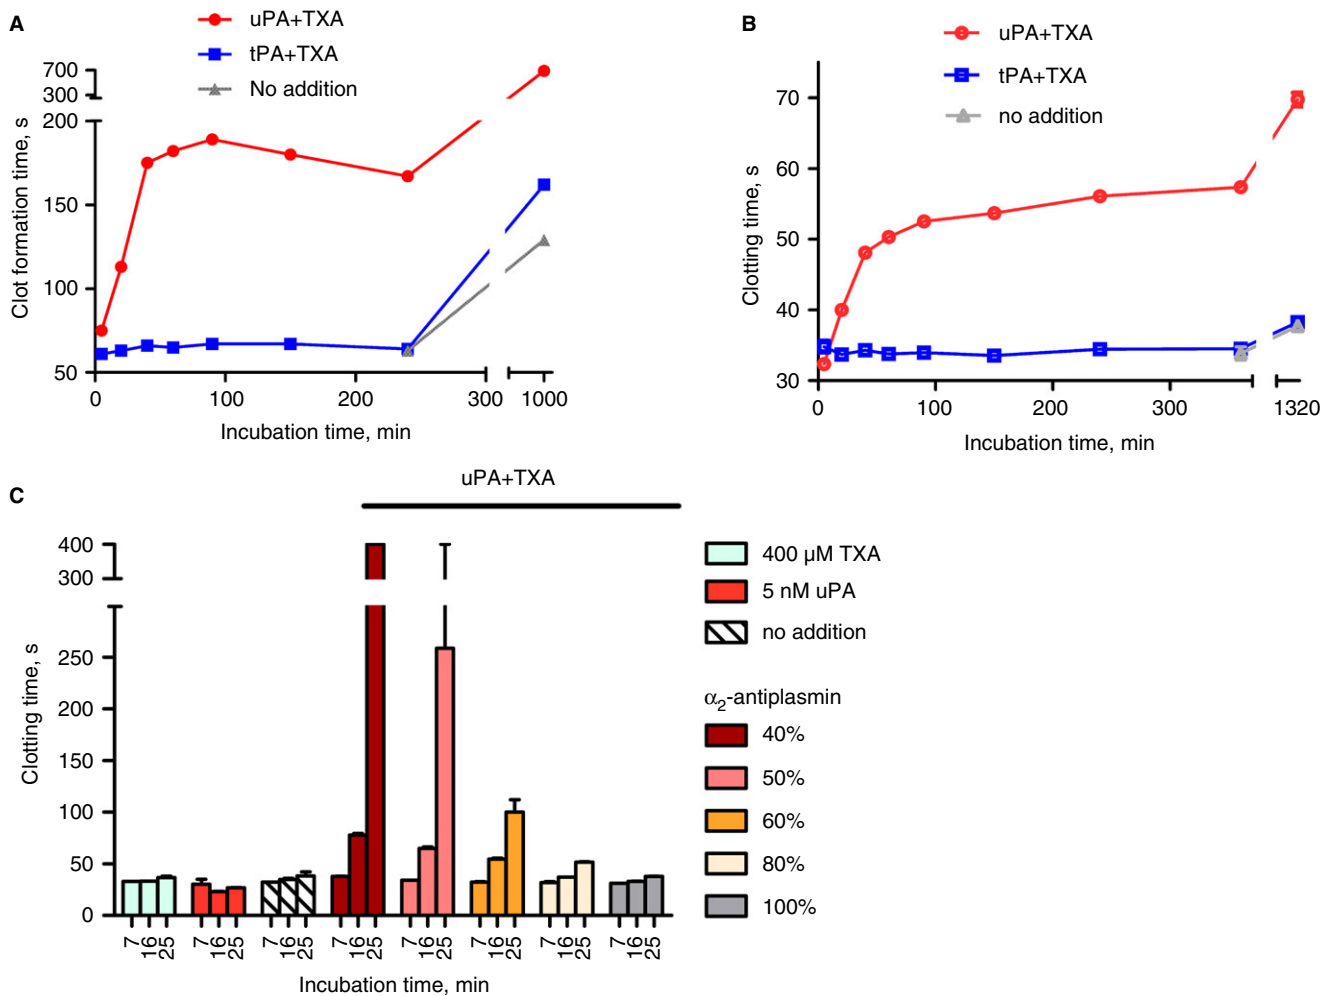 A
uPA+TXA
tPA+TXA
No addition
700
300
200
150
100
50
Clot formation time, s
0 100 200 300 1000
Incubation time, min
B
uPA+TXA
tPA+TXA
no addition
70
60
50
40
30
Clotting time, s
0 100 200 300 1320
Incubation time, min
C
uPA+TXA
400
300
250
200
150
100
50
0
Clotting time, s
7 16 25 7 16 25 7 16 25 7 16 25 7 16 25 7 16 25 7 16 25 7 16 25
Incubation time, min
400 µM TXA
5 nM uPA
no addition
α2-antiplasmin
40%
50%
60%
80%
100%